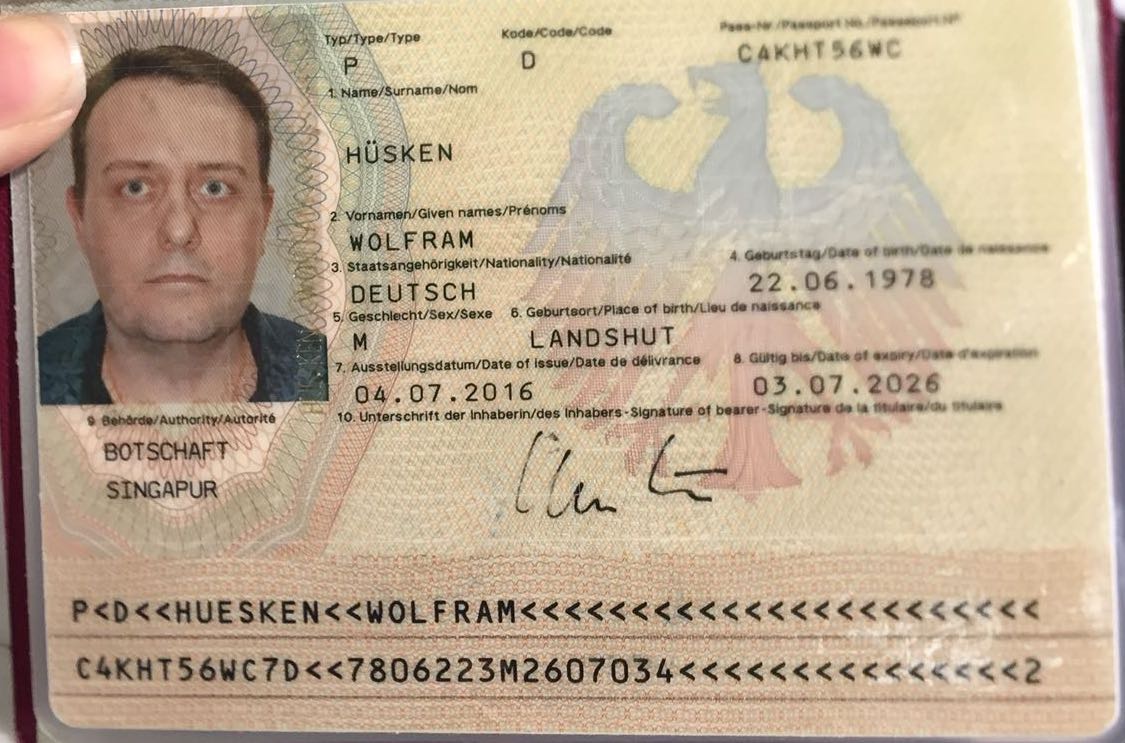 Typ/Type/Type Kode/Code/Code Pass-Nr./Passport No./Passeport N°
P D C4KHT56WC
1. Name/Surname/Nom
HÜSKEN
2. Vornamen/Given names/Prénoms
WOLFRAM
3. Staatsangehörigkeit/Nationality/Nationalité 4. Geburtstag/Date of birth/Date de naissance
DEUTSCH 22.06.1978
5. Geschlecht/Sex/Sexe 6. Geburtsort/Place of birth/Lieu de naissance
M LANDSHUT
7. Ausstellungsdatum/Date of issue/Date de délivrance 8. Gültig bis/Date of expiry/Date d'expiration
04.07.2016 03.07.2026
9 Behörde/Authority/Autorité 10. Unterschrift der Inhaberin/des Inhabers-Signature of bearer-Signature de la titulaire/du titulaire
BOTSCHAFT
SINGAPUR
P<D<<HUESKEN<<WOLFRAM<<<<<<<<<<<<<<<<<<<<<<<
C4KHT56WC7D<<7806223M2607034<<<<<<<<<<<<<<<2